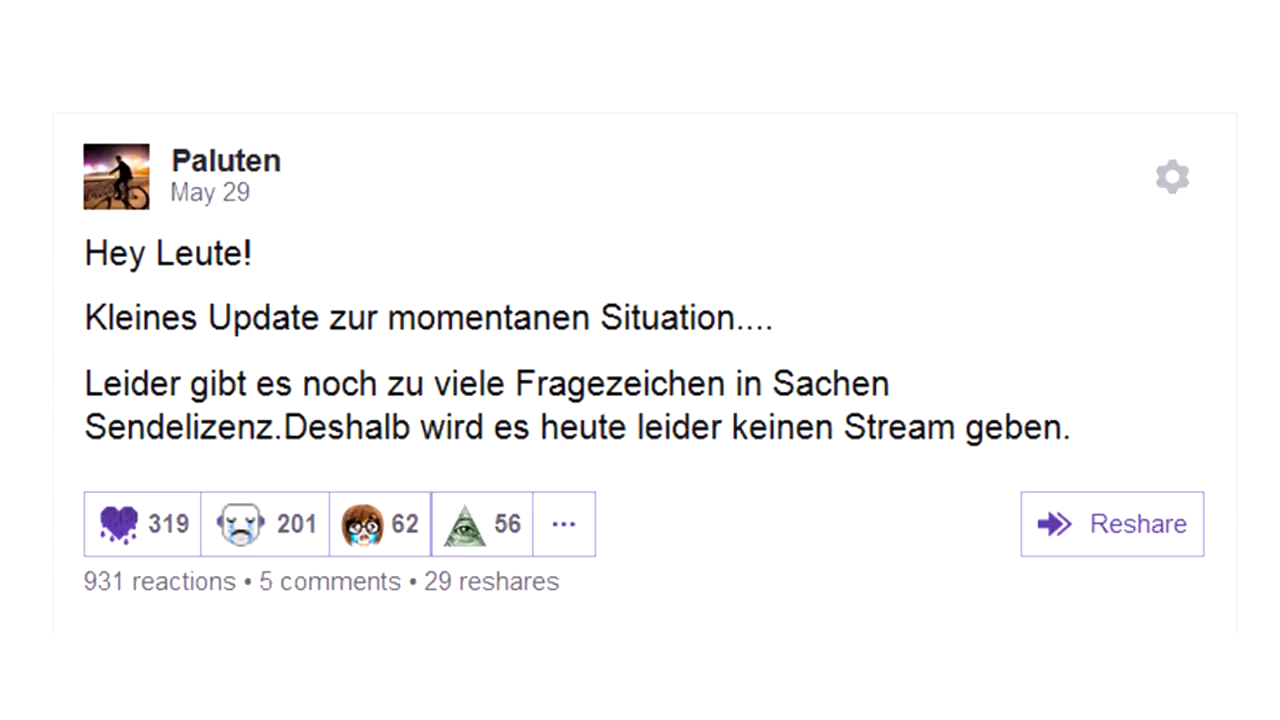 Paluten
May 29
Hey Leute!
Kleines Update zur momentanen Situation....
Leider gibt es noch zu viele Fragezeichen in Sachen
Sendelizenz.Deshalb wird es heute leider keinen Stream geben.
319 201 62 56 ... Reshare
931 reactions • 5 comments • 29 reshares